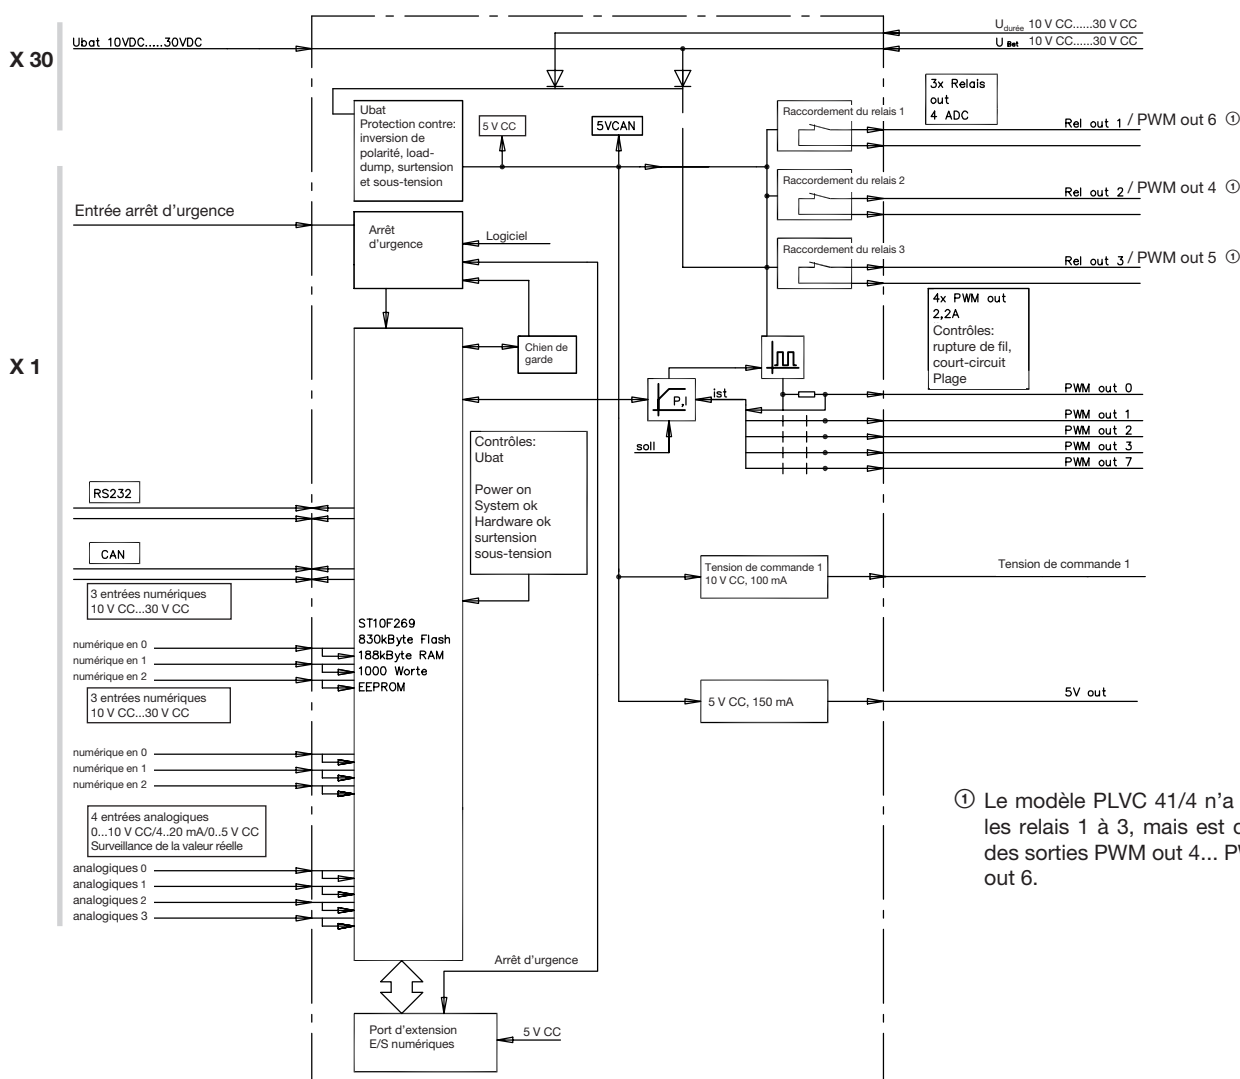 X 30
Ubat 10VDC.....30VDC
Udurée 10 V CC......30 V CC
U Bat 10 V CC......30 V CC
Ubat
Protection contre:
inversion de
polarité, load-
dump, surtension
et sous-tension
5 V CC
5VCAN
Raccordement du relais 1
3x Relais
out
4 ADC
Rel out 1 / PWM out 6 ①
Raccordement du relais 2
Rel out 2 / PWM out 4 ①
Raccordement du relais 3
Rel out 3 / PWM out 5 ①
X 1
Entrée arrêt d'urgence
Arrêt
d'urgence
Logiciel
Chien de
garde
4x PWM out
2,2A
Contrôles:
rupture de fil,
court-circuit
Plage
P,I
ist
soll
PWM out 0
PWM out 1
PWM out 2
PWM out 3
PWM out 7
Contrôles:
Ubat
Power on
System ok
Hardware ok
surtension
sous-tension
RS232
CAN
3 entrées numériques
10 V CC...30 V CC
numérique en 0
numérique en 1
numérique en 2
3 entrées numériques
10 V CC...30 V CC
numérique en 0
numérique en 1
numérique en 2
4 entrées analogiques
0...10 V CC/4..20 mA/0..5 V CC
Surveillance de la valeur réelle
analogiques 0
analogiques 1
analogiques 2
analogiques 3
ST10F269
830kByte Flash
188kByte RAM
1000 Worte
EEPROM
Tension de commande 1
10 V CC, 100 mA
Tension de commande 1
5 V CC, 150 mA
5V out
Arrêt d'urgence
Port d'extension
E/S numériques
5 V CC
① Le modèle PLVC 41/4 n'a
les relais 1 à 3, mais est
des sorties PWM out 4...
out 6.